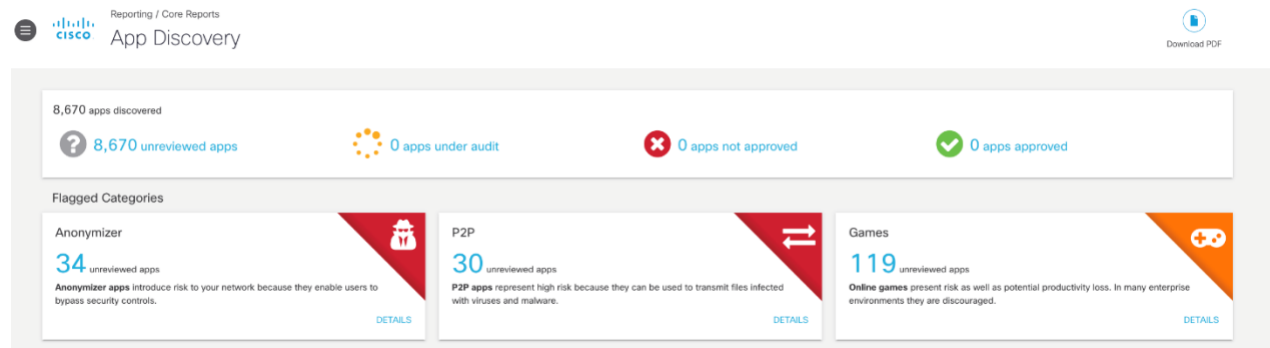 Reporting / Core Reports
cisco
App Discovery
Download PDF
8,670 apps discovered
8,670 unreviewed apps
0 apps under audit
0 apps not approved
0 apps approved
Flagged Categories
Anonymizer
34 unreviewed apps
Anonymizer apps introduce risk to your network because they enable users to
bypass security controls.
DETAILS
P2P
30 unreviewed apps
P2P apps represent high risk because they can be used to transmit files infected
with viruses and malware.
DETAILS
Games
119 unreviewed apps
Online games present risk as well as potential productivity loss. In many enterprise
environments they are discouraged.
DETAILS